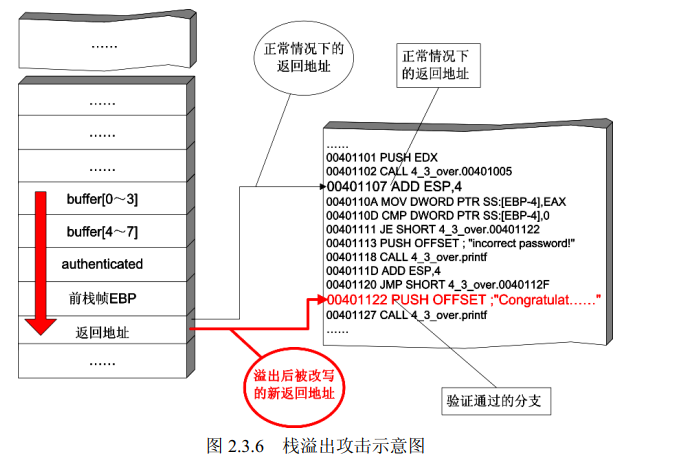 ……
……
……
……
buffer[0～3]
buffer[4～7]
authenticated
前栈帧EBP
返回地址
……
正常情况下的
返回地址
正常情况下
的返回地址
……
00401101 PUSH EDX
00401102 CALL 4_3_over.00401005
00401107 ADD ESP,4
0040110A MOV DWORD PTR SS:[EBP-4],EAX
0040110D CMP DWORD PTR SS:[EBP-4],0
00401111 JE SHORT 4_3_over.00401122
00401113 PUSH OFFSET ; "incorrect password!"
00401118 CALL 4_3_over.printf
0040111D ADD ESP,4
00401120 JMP SHORT 4_3_over.0040112F
00401122 PUSH OFFSET ;"Congratulat……"
00401127 CALL 4_3_over.printf
……
溢出后被改写
的新返回地址
验证通过的分支
图 2.3.6 栈溢出攻击示意图